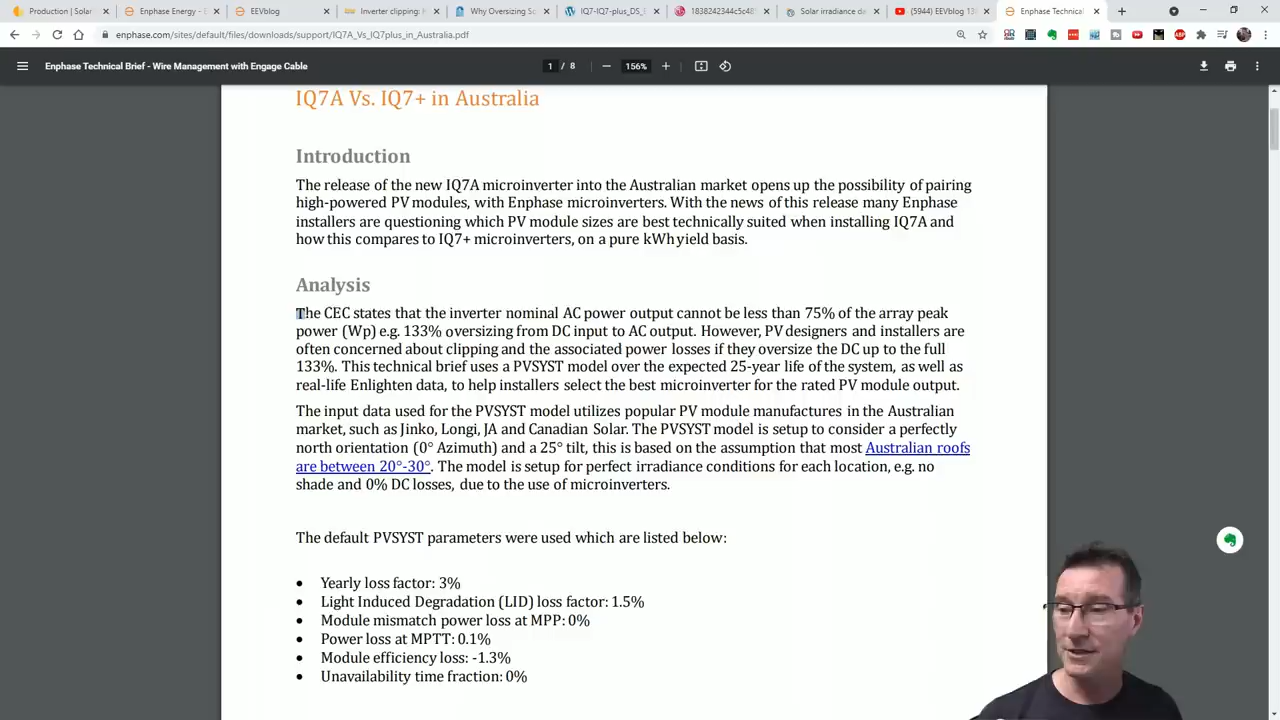 Production | Solar
Enphase Energy - E
EEVblog
Inverter clipping:
Why Oversizing So
IQ7-IQ7-plus_DS_E
1838242344c5c48
Solar irradiance da
(5944) EEVblog 13
Enphase Technical
enphase.com/sites/default/files/downloads/support/IQ7A_Vs_IQ7plus_in_Australia.pdf
Enphase Technical Brief - Wire Management with Engage Cable
1 / 8
156%
IQ7A Vs. IQ7+ in Australia
Introduction
The release of the new IQ7A microinverter into the Australian market opens up the possibility of pairing
high-powered PV modules, with Enphase microinverters. With the news of this release many Enphase
installers are questioning which PV module sizes are best technically suited when installing IQ7A and
how this compares to IQ7+ microinverters, on a pure kWh yield basis.
Analysis
The CEC states that the inverter nominal AC power output cannot be less than 75% of the array peak
power (Wp) e.g. 133% oversizing from DC input to AC output. However, PV designers and installers are
often concerned about clipping and the associated power losses if they oversize the DC up to the full
133%. This technical brief uses a PVSYST model over the expected 25-year life of the system, as well as
real-life Enlighten data, to help installers select the best microinverter for the rated PV module output.
The input data used for the PVSYST model utilizes popular PV module manufactures in the Australian
market, such as Jinko, Longi, JA and Canadian Solar. The PVSYST model is setup to consider a perfectly
north orientation (0° Azimuth) and a 25° tilt, this is based on the assumption that most Australian roofs
are between 20°-30°. The model is setup for perfect irradiance conditions for each location, e.g. no
shade and 0% DC losses, due to the use of microinverters.
The default PVSYST parameters were used which are listed below:
• Yearly loss factor: 3%
• Light Induced Degradation (LID) loss factor: 1.5%
• Module mismatch power loss at MPP: 0%
• Power loss at MPTT: 0.1%
• Module efficiency loss: -1.3%
• Unavailability time fraction: 0%